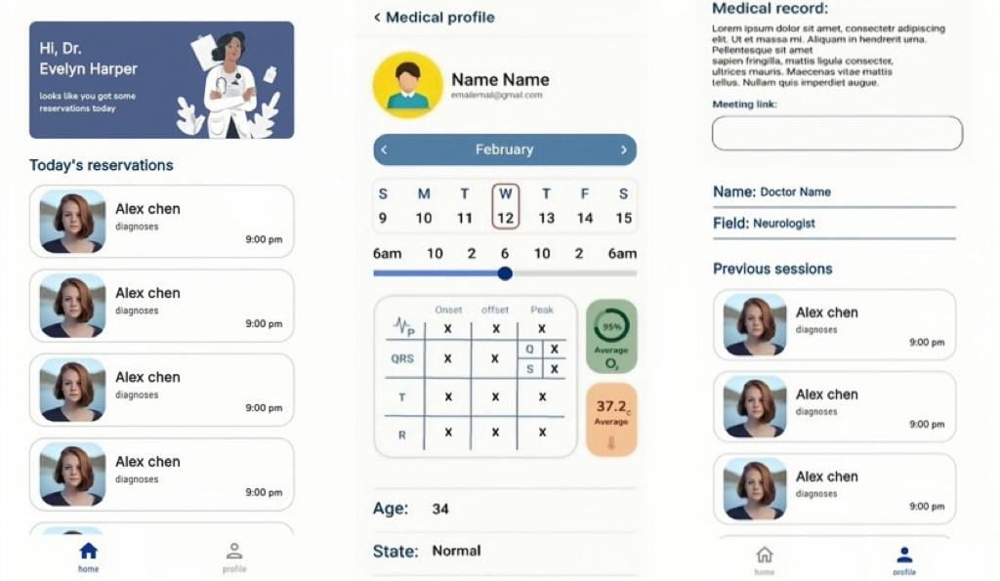 Hi, Dr.
Evelyn Harper
looks like you got some
reservations today
Today's reservations
Alex chen
diagnoses
9:00 pm
Alex chen
diagnoses
9:00 pm
Alex chen
diagnoses
9:00 pm
Alex chen
diagnoses
9:00 pm
home
profile
< Medical profile
Name Name
emailemail@gmail.com
< February >
S M T W T F S
9 10 11 12 13 14 15
6am 10 2 6 10 2 6am
Onset offset Peak
P X X X
QRS X X Q X
S X
T X X X
R X X X
95%
Average
O₂
37.2c
Average
Age: 34
State: Normal
Medical record:
Lorem ipsum dolor sit amet, consectetr adipiscing
elit. Ut et massa mi. Aliquam in hendrerit urna.
Pellentesque sit amet
sapien fringilla, mattis ligula consecter,
ultrices mauris. Maecenas vitae mattis
tellus. Nullam quis imperdiet augue.
Meeting link:
Name: Doctor Name
Field: Neurologist
Previous sessions
Alex chen
diagnoses
9:00 pm
Alex chen
diagnoses
9:00 pm
Alex chen
diagnoses
9:00 pm
home
profile